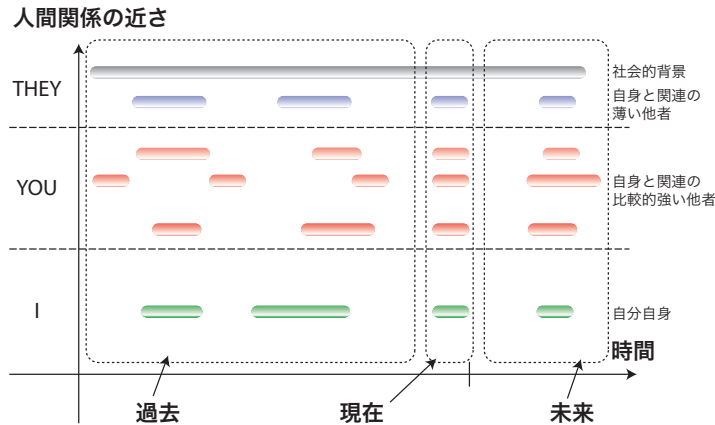 人間関係の近さ
THEY
社会的背景
自身と関連の
薄い他者
YOU
自身と関連の
比較的強い他者
I
自分自身
時間
過去
現在
未来